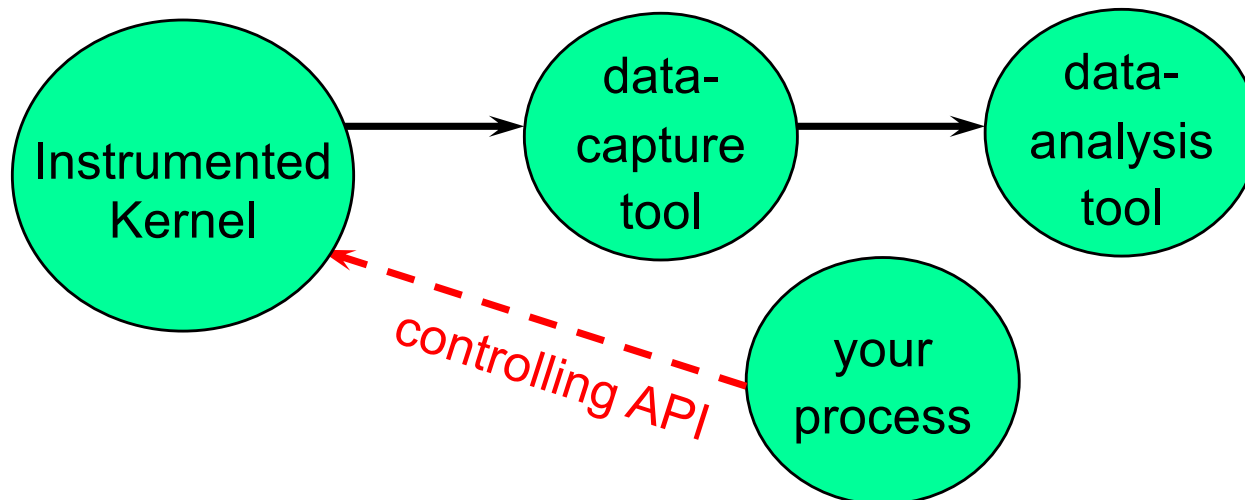 Instrumented
Kernel
data-
capture
tool
data-
analysis
tool
controlling API
your
process